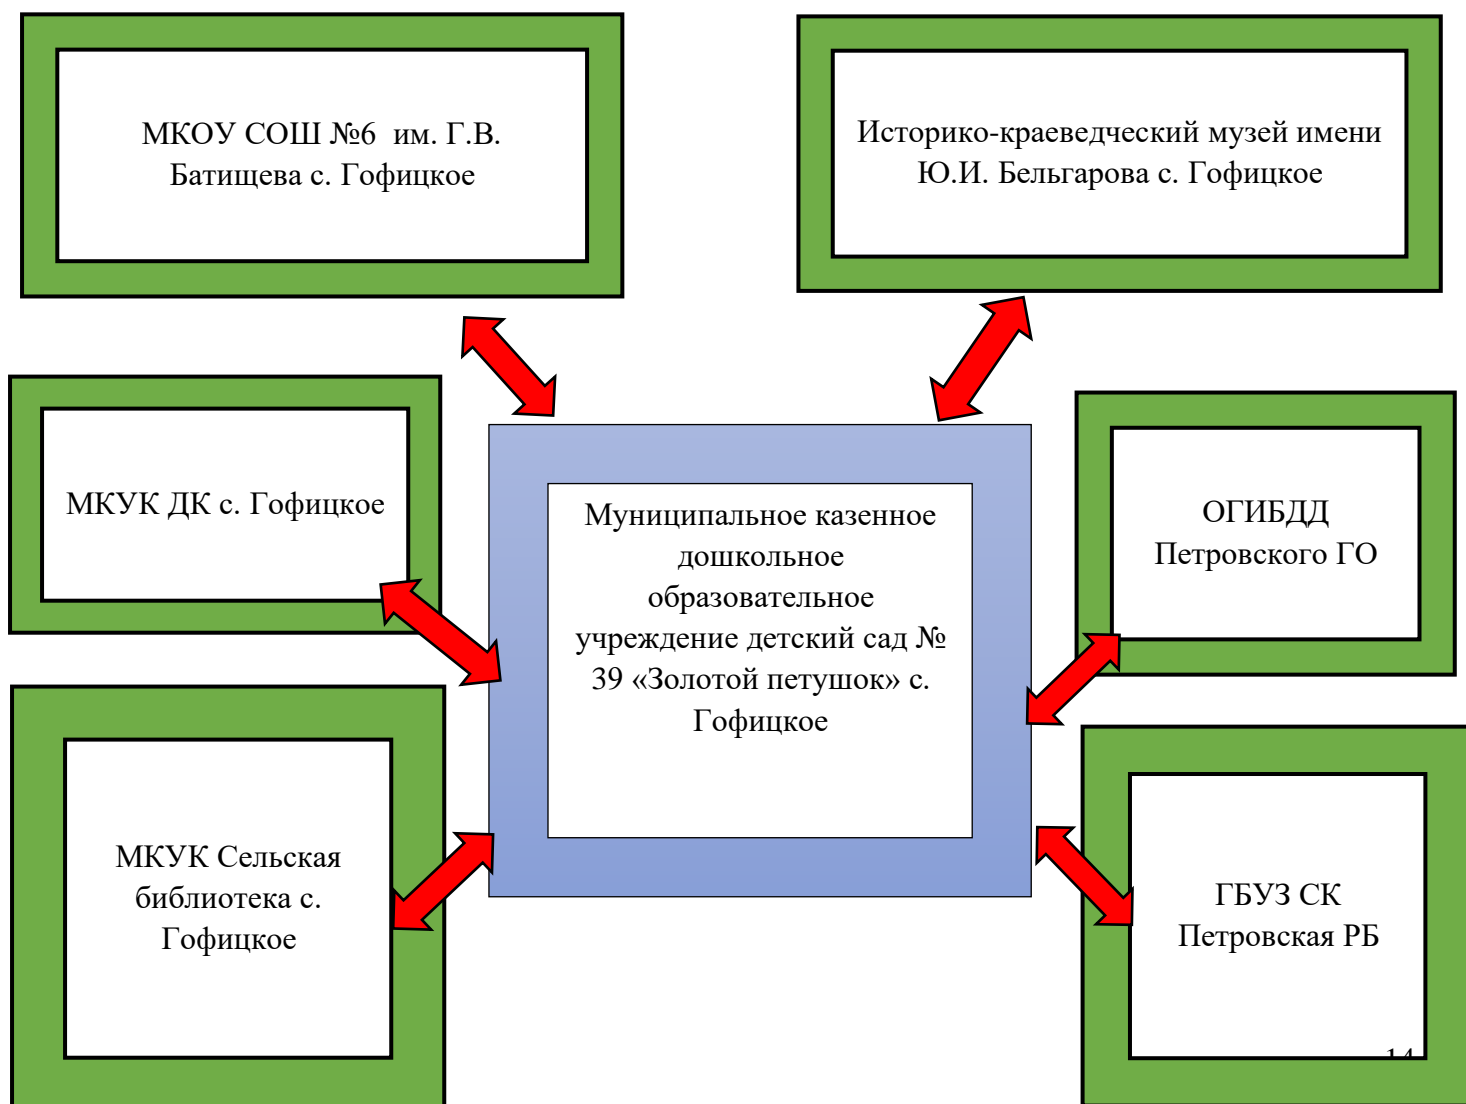 МКОУ СОШ №6 им. Г.В.
Батищева с. Гофицкое
Историко-краеведческий музей имени
Ю.И. Бельгарова с. Гофицкое
МКУК ДК с. Гофицкое
Муниципальное казенное
дошкольное
образовательное
учреждение детский сад №
39 «Золотой петушок» с.
Гофицкое
ОГИБДД
Петровского ГО
МКУК Сельская
библиотека с.
Гофицкое
ГБУЗ СК
Петровская РБ
14